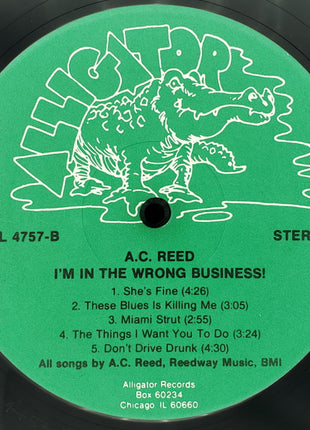 ALLIGATOR
L 4757-B
STER
A.C. REED
I'M IN THE WRONG BUSINESS!
1. She's Fine (4:26)
2. These Blues Is Killing Me (3:05)
3. Miami Strut (2:55)
4. The Things I Want You To Do (3:24)
5. Don't Drive Drunk (4:30)
All songs by A.C. Reed, Reedway Music, BMI
Alligator Records
Box 60234
Chicago IL 60660